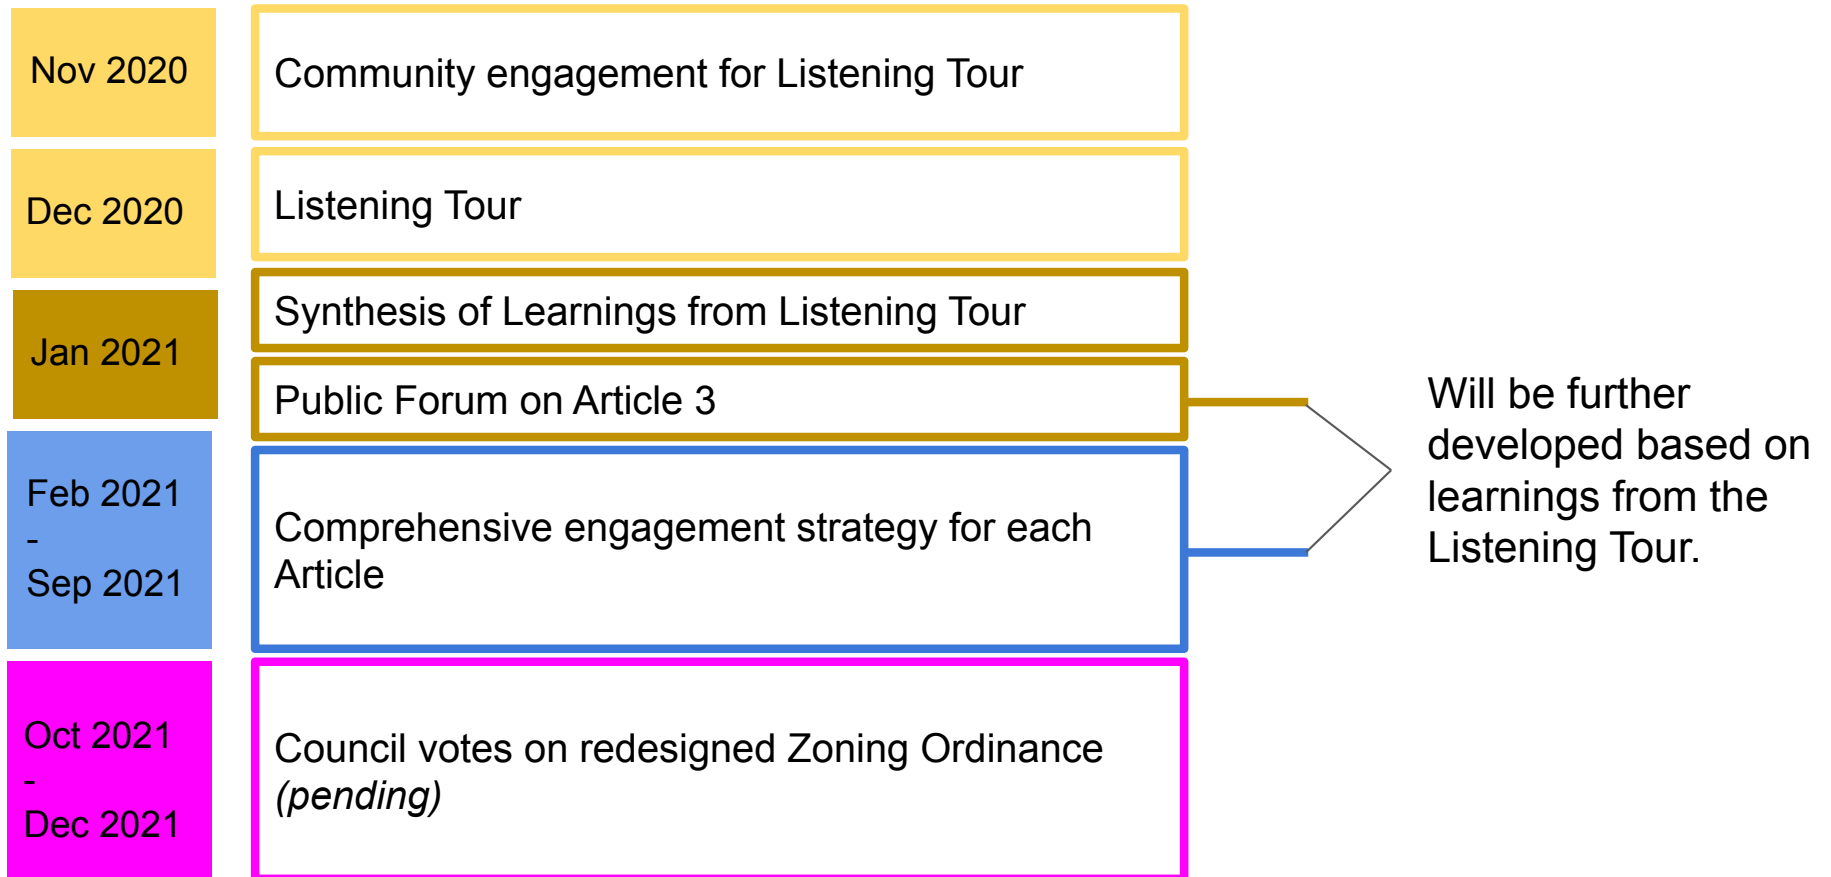 Nov 2020
Community engagement for Listening Tour
Dec 2020
Listening Tour
Jan 2021
Synthesis of Learnings from Listening Tour
Public Forum on Article 3
Feb 2021
-
Sep 2021
Comprehensive engagement strategy for each
Article
Will be further
developed based on
learnings from the
Listening Tour.
Oct 2021
-
Dec 2021
Council votes on redesigned Zoning Ordinance
(pending)